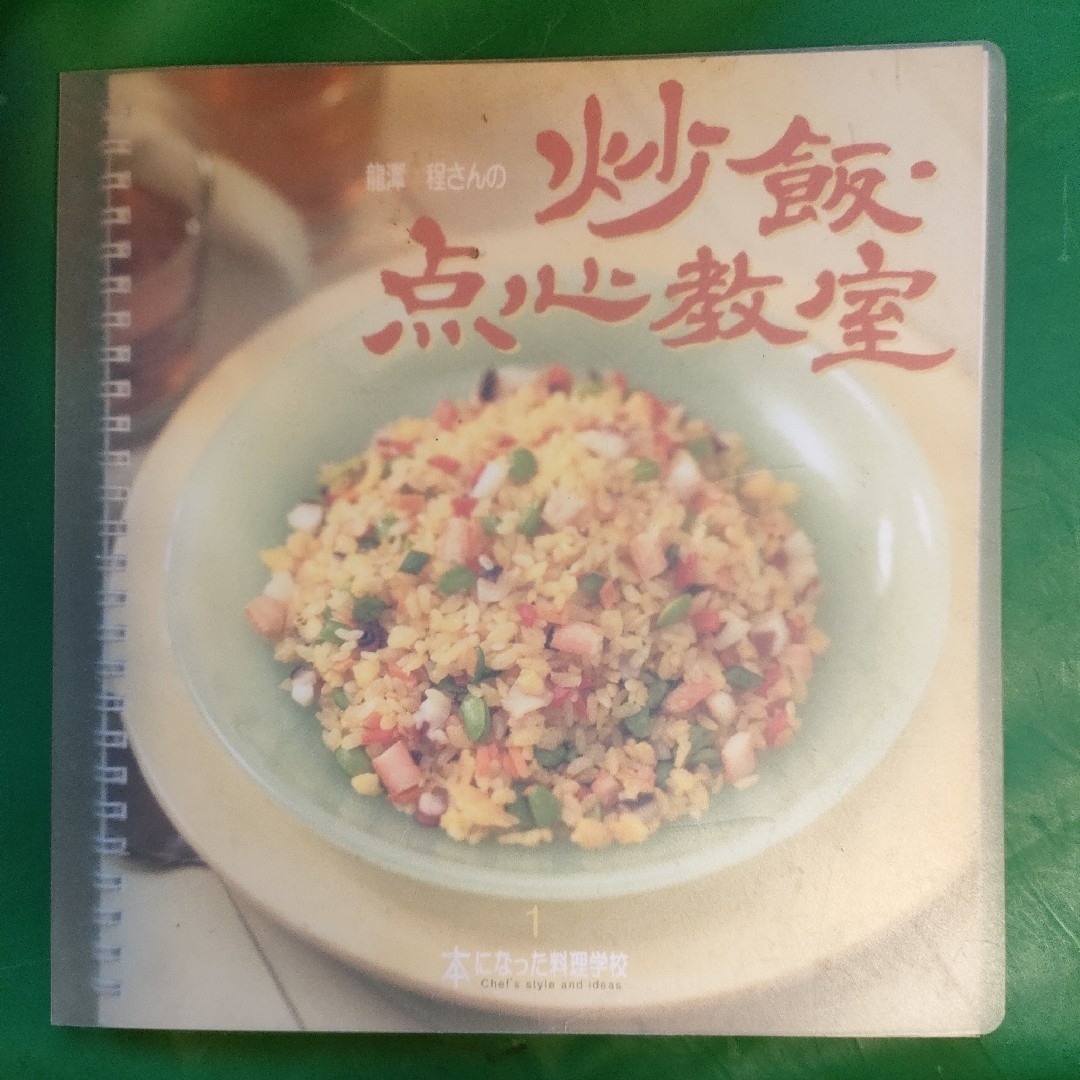 龍潭 程さんの
炒飯・
点心教室
1
本になった料理学校
Chef's style and ideas